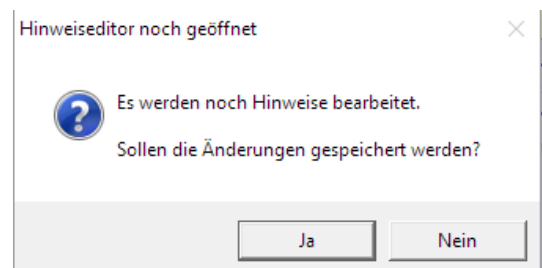 Hinweiseditor noch geöffnet
Es werden noch Hinweise bearbeitet.
Sollen die Änderungen gespeichert werden?
Ja
Nein